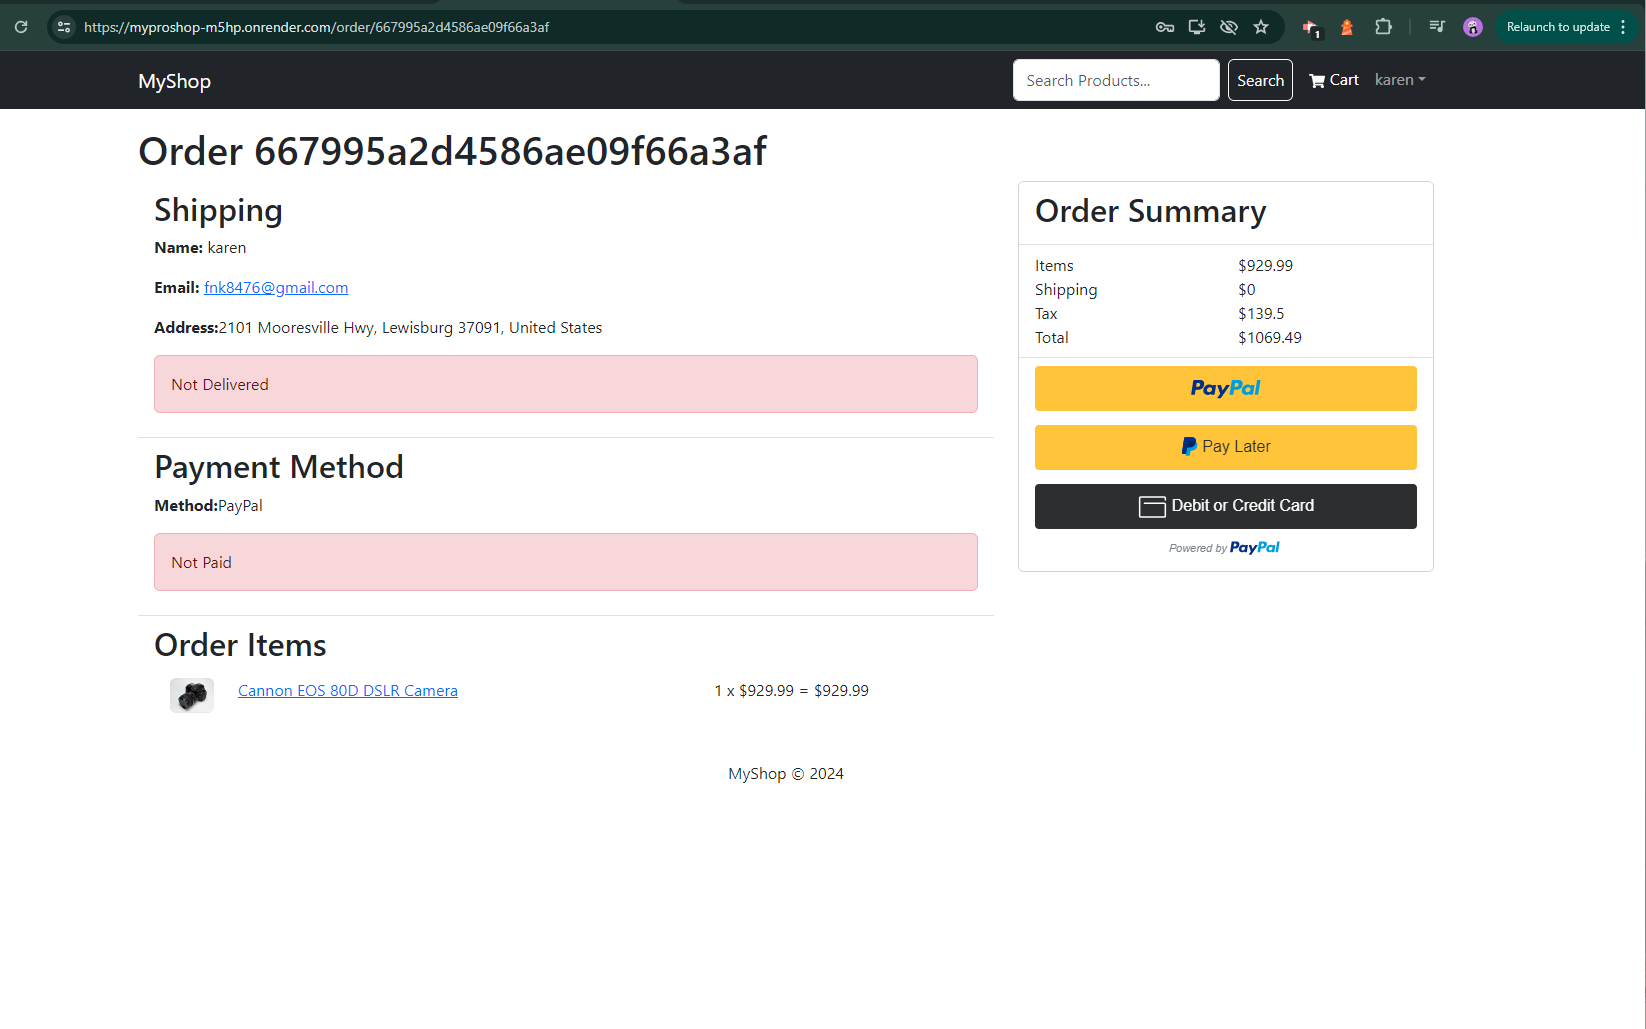 https://myproshop-m5hp.onrender.com/order/667995a2d4586ae09f66a3af
1
Relaunch to update
MyShop
Search Products...
Search
Cart
karen
Order 667995a2d4586ae09f66a3af
Shipping
Name: karen
Email: fnk8476@gmail.com
Address:2101 Mooresville Hwy, Lewisburg 37091, United States
Not Delivered
Payment Method
Method:PayPal
Not Paid
Order Items
Cannon EOS 80D DSLR Camera
1 x $929.99 = $929.99
Order Summary
Items $929.99
Shipping $0
Tax $139.5
Total $1069.49
PayPal
Pay Later
Debit or Credit Card
Powered by PayPal
MyShop © 2024